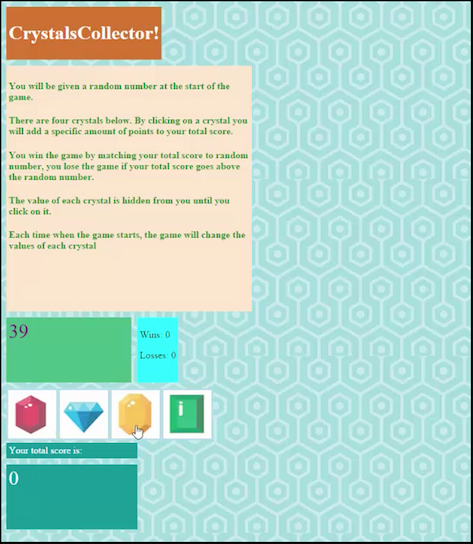 CrystalsCollector!
You will be given a random number at the start of the
game.
There are four crystals below. By clicking on a crystal you
will add a specific amount of points to your total score.
You win the game by matching your total score to random
number, you lose the game if your total score goes above
the random number.
The value of each crystal is hidden from you until you
click on it.
Each time when the game starts, the game will change the
values of each crystal
39
Wins: 0
Losses: 0
Your total score is:
0